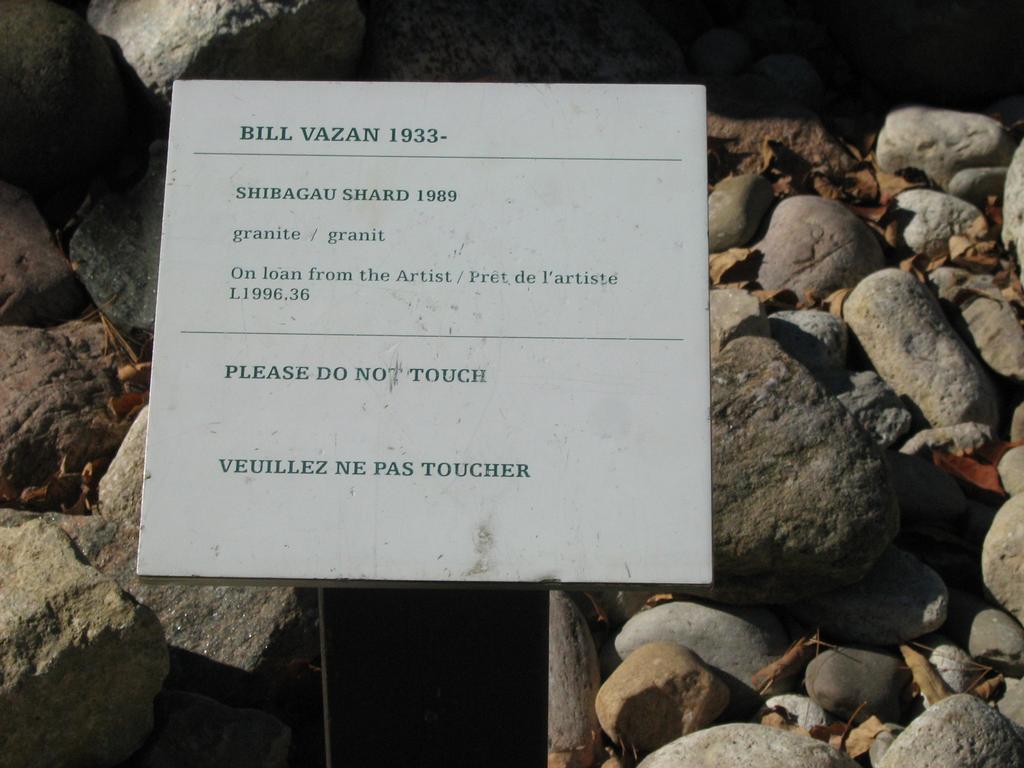 BILL VAZAN 1933-
SHIBAGAU SHARD 1989
granite / granit
On loan from the Artist / Prêt de l'artiste
L1996.36
PLEASE DO NOT TOUCH
VEUILLEZ NE PAS TOUCHER